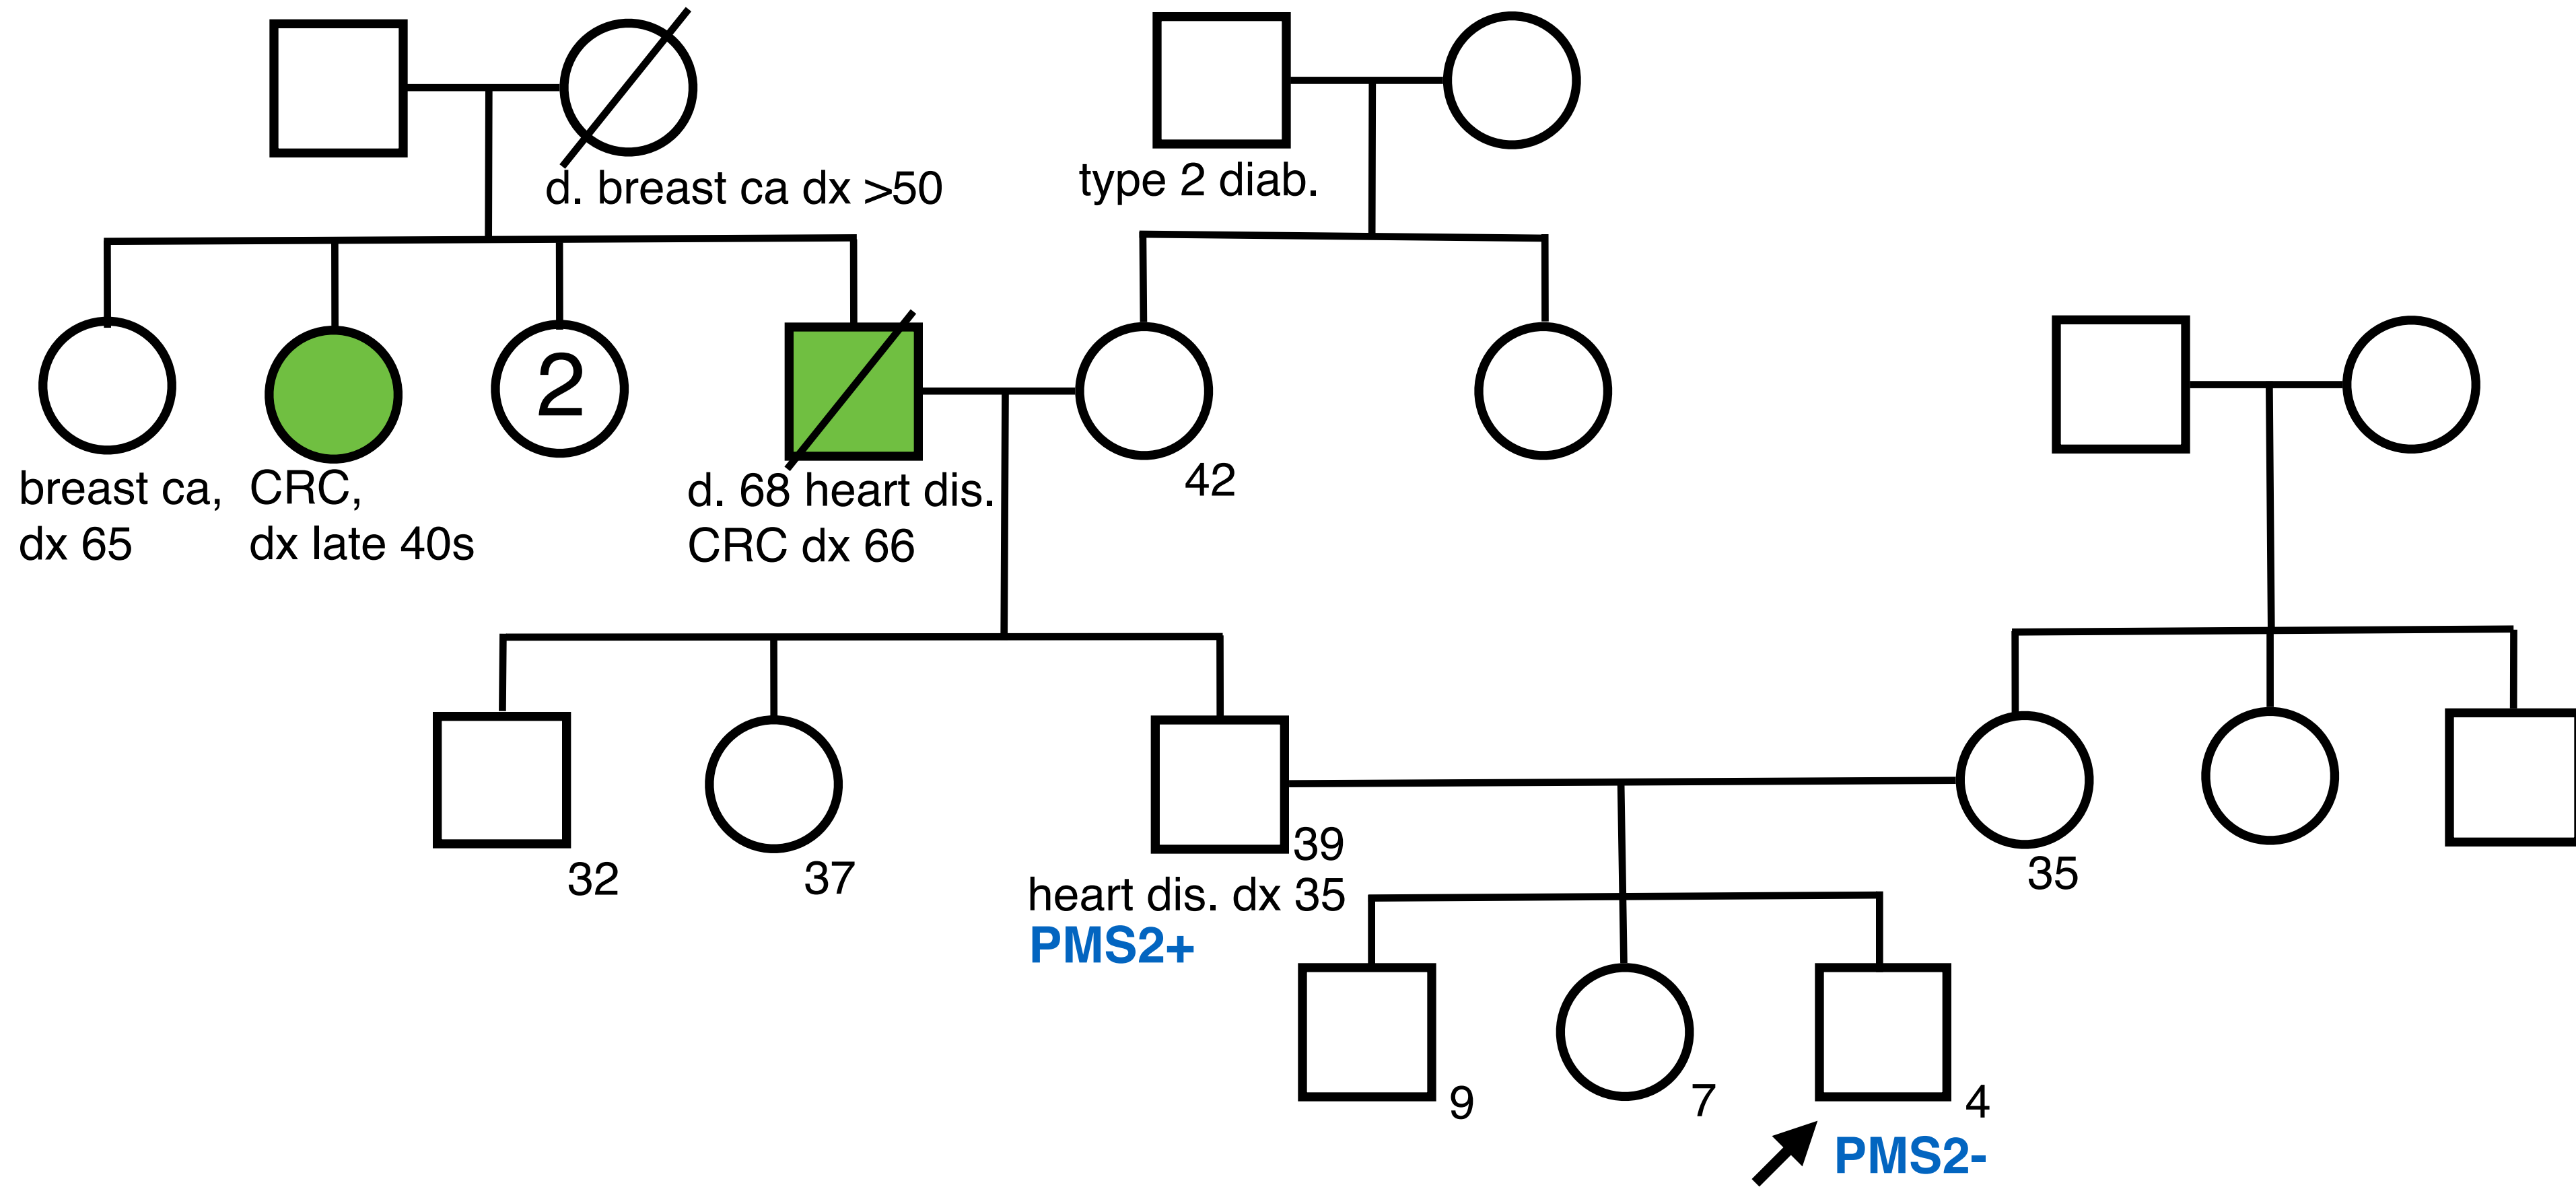 d. breast ca dx >50
type 2 diab.
2
breast ca,
dx 65
CRC,
dx late 40s
d. 68 heart dis.
CRC dx 66
42
32
37
39
heart dis. dx 35
PMS2+
35
9
7
4
PMS2-